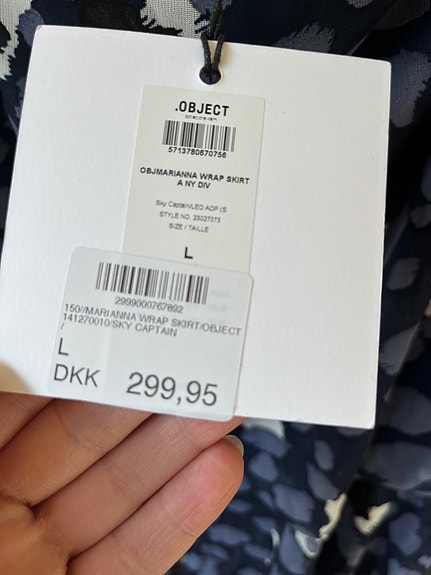 .OBJECT
5713780670756
OBJMARIANNA WRAP SKIRT
A NY DIV
Sky Captain/LEO AOP (S
STYLE NO. 23027373
SIZE / TAILLE
L
2999000767892
150//MARIANNA WRAP SKIRT/OBJECT
141270010/SKY CAPTAIN
/
L
DKK 299,95